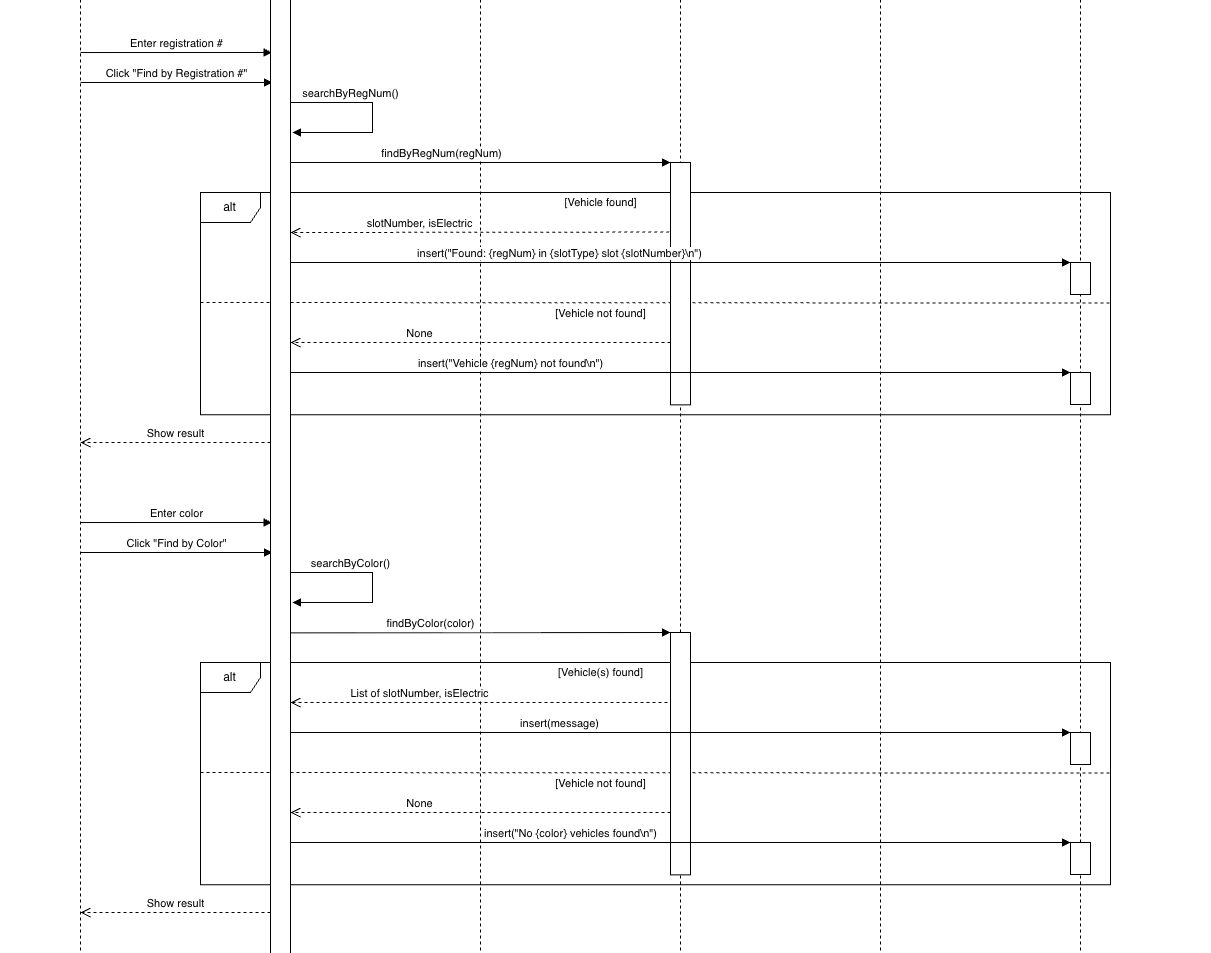 Enter registration #
Click "Find by Registration #"
searchByRegNum()
findByRegNum(regNum)
alt
[Vehicle found]
slotNumber, isElectric
insert("Found: {regNum} in {slotType} slot {slotNumber}\n")
[Vehicle not found]
None
insert("Vehicle {regNum} not found\n")
Show result
Enter color
Click "Find by Color"
searchByColor()
findByColor(color)
alt
[Vehicle(s) found]
List of slotNumber, isElectric
insert(message)
[Vehicle not found]
None
insert("No {color} vehicles found\n")
Show result